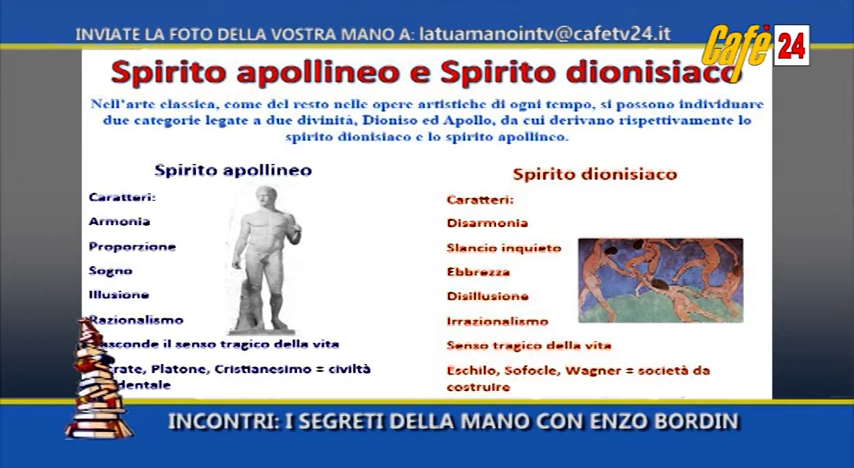 INVIATE LA FOTO DELLA VOSTRA MANO A: latuamanointv@cafetv24.it
Cafè 24
Spirito apollineo e Spirito dionisiaco
Nell'arte classica, come del resto nelle opere artistiche di ogni tempo, si possono individuare
due categorie legate a due divinità, Dioniso ed Apollo, da cui derivano rispettivamente lo
spirito dionisiaco e lo spirito apollineo.
Spirito apollineo
Caratteri:
Armonia
Proporzione
Sogno
Illusione
Razionalismo
asconde il senso tragico della vita
rate, Platone, Cristianesimo = civiltà
dentale
Spirito dionisiaco
Caratteri:
Disarmonia
Slancio inquieto
Ebbrezza
Disillusione
Irrazionalismo
Senso tragico della vita
Eschilo, Sofocle, Wagner = società da
costruire
INCONTRI: I SEGRETI DELLA MANO CON ENZO BORDIN